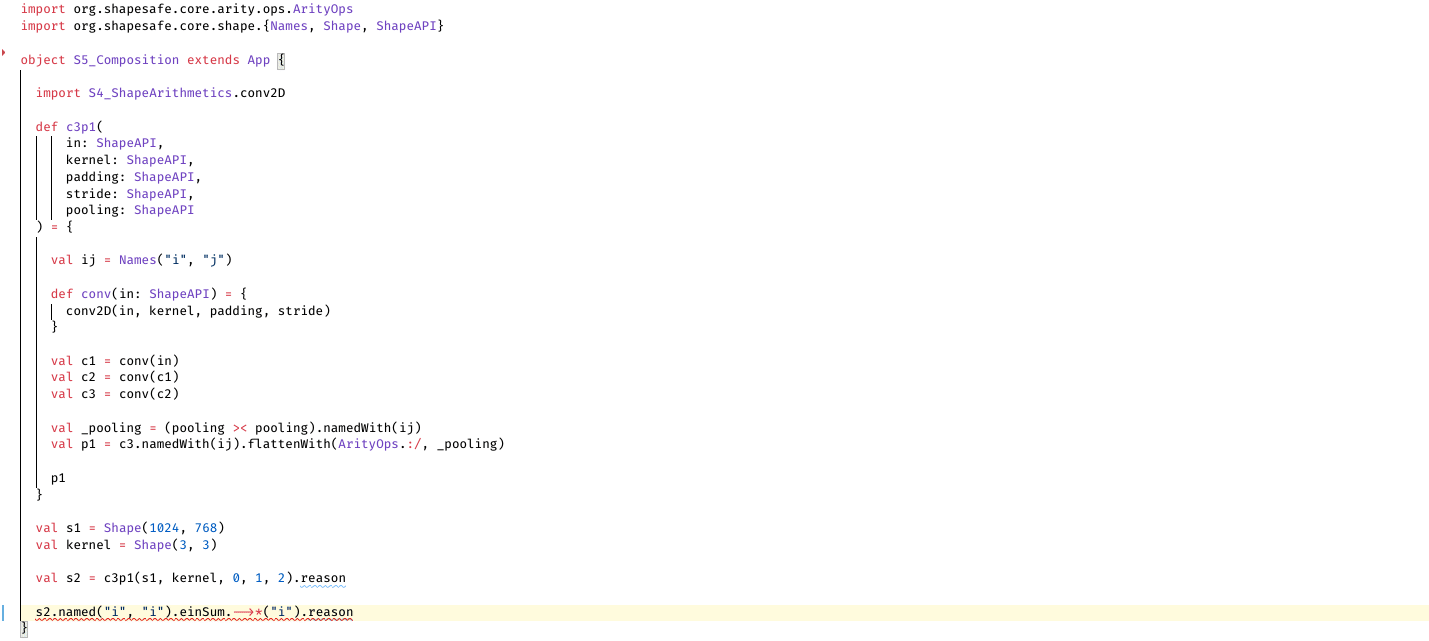 import org.shapesafe.core.arity.ops.ArityOps
import org.shapesafe.core.shape.{Names, Shape, ShapeAPI}
object S5_Composition extends App {
import S4_ShapeArithmetics.conv2D
def c3p1(
in: ShapeAPI,
kernel: ShapeAPI,
padding: ShapeAPI,
stride: ShapeAPI,
pooling: ShapeAPI
) = {
val ij = Names("i", "j")
def conv(in: ShapeAPI) = {
conv2D(in, kernel, padding, stride)
}
val c1 = conv(in)
val c2 = conv(c1)
val c3 = conv(c2)
val _pooling = (pooling >< pooling).namedWith(ij)
val p1 = c3.namedWith(ij).flattenWith(ArityOps.:/, _pooling)
p1
}
val s1 = Shape(1024, 768)
val kernel = Shape(3, 3)
val s2 = c3p1(s1, kernel, 0, 1, 2).reason
s2.named("i", "i").einSum.-->*("i").reason
}